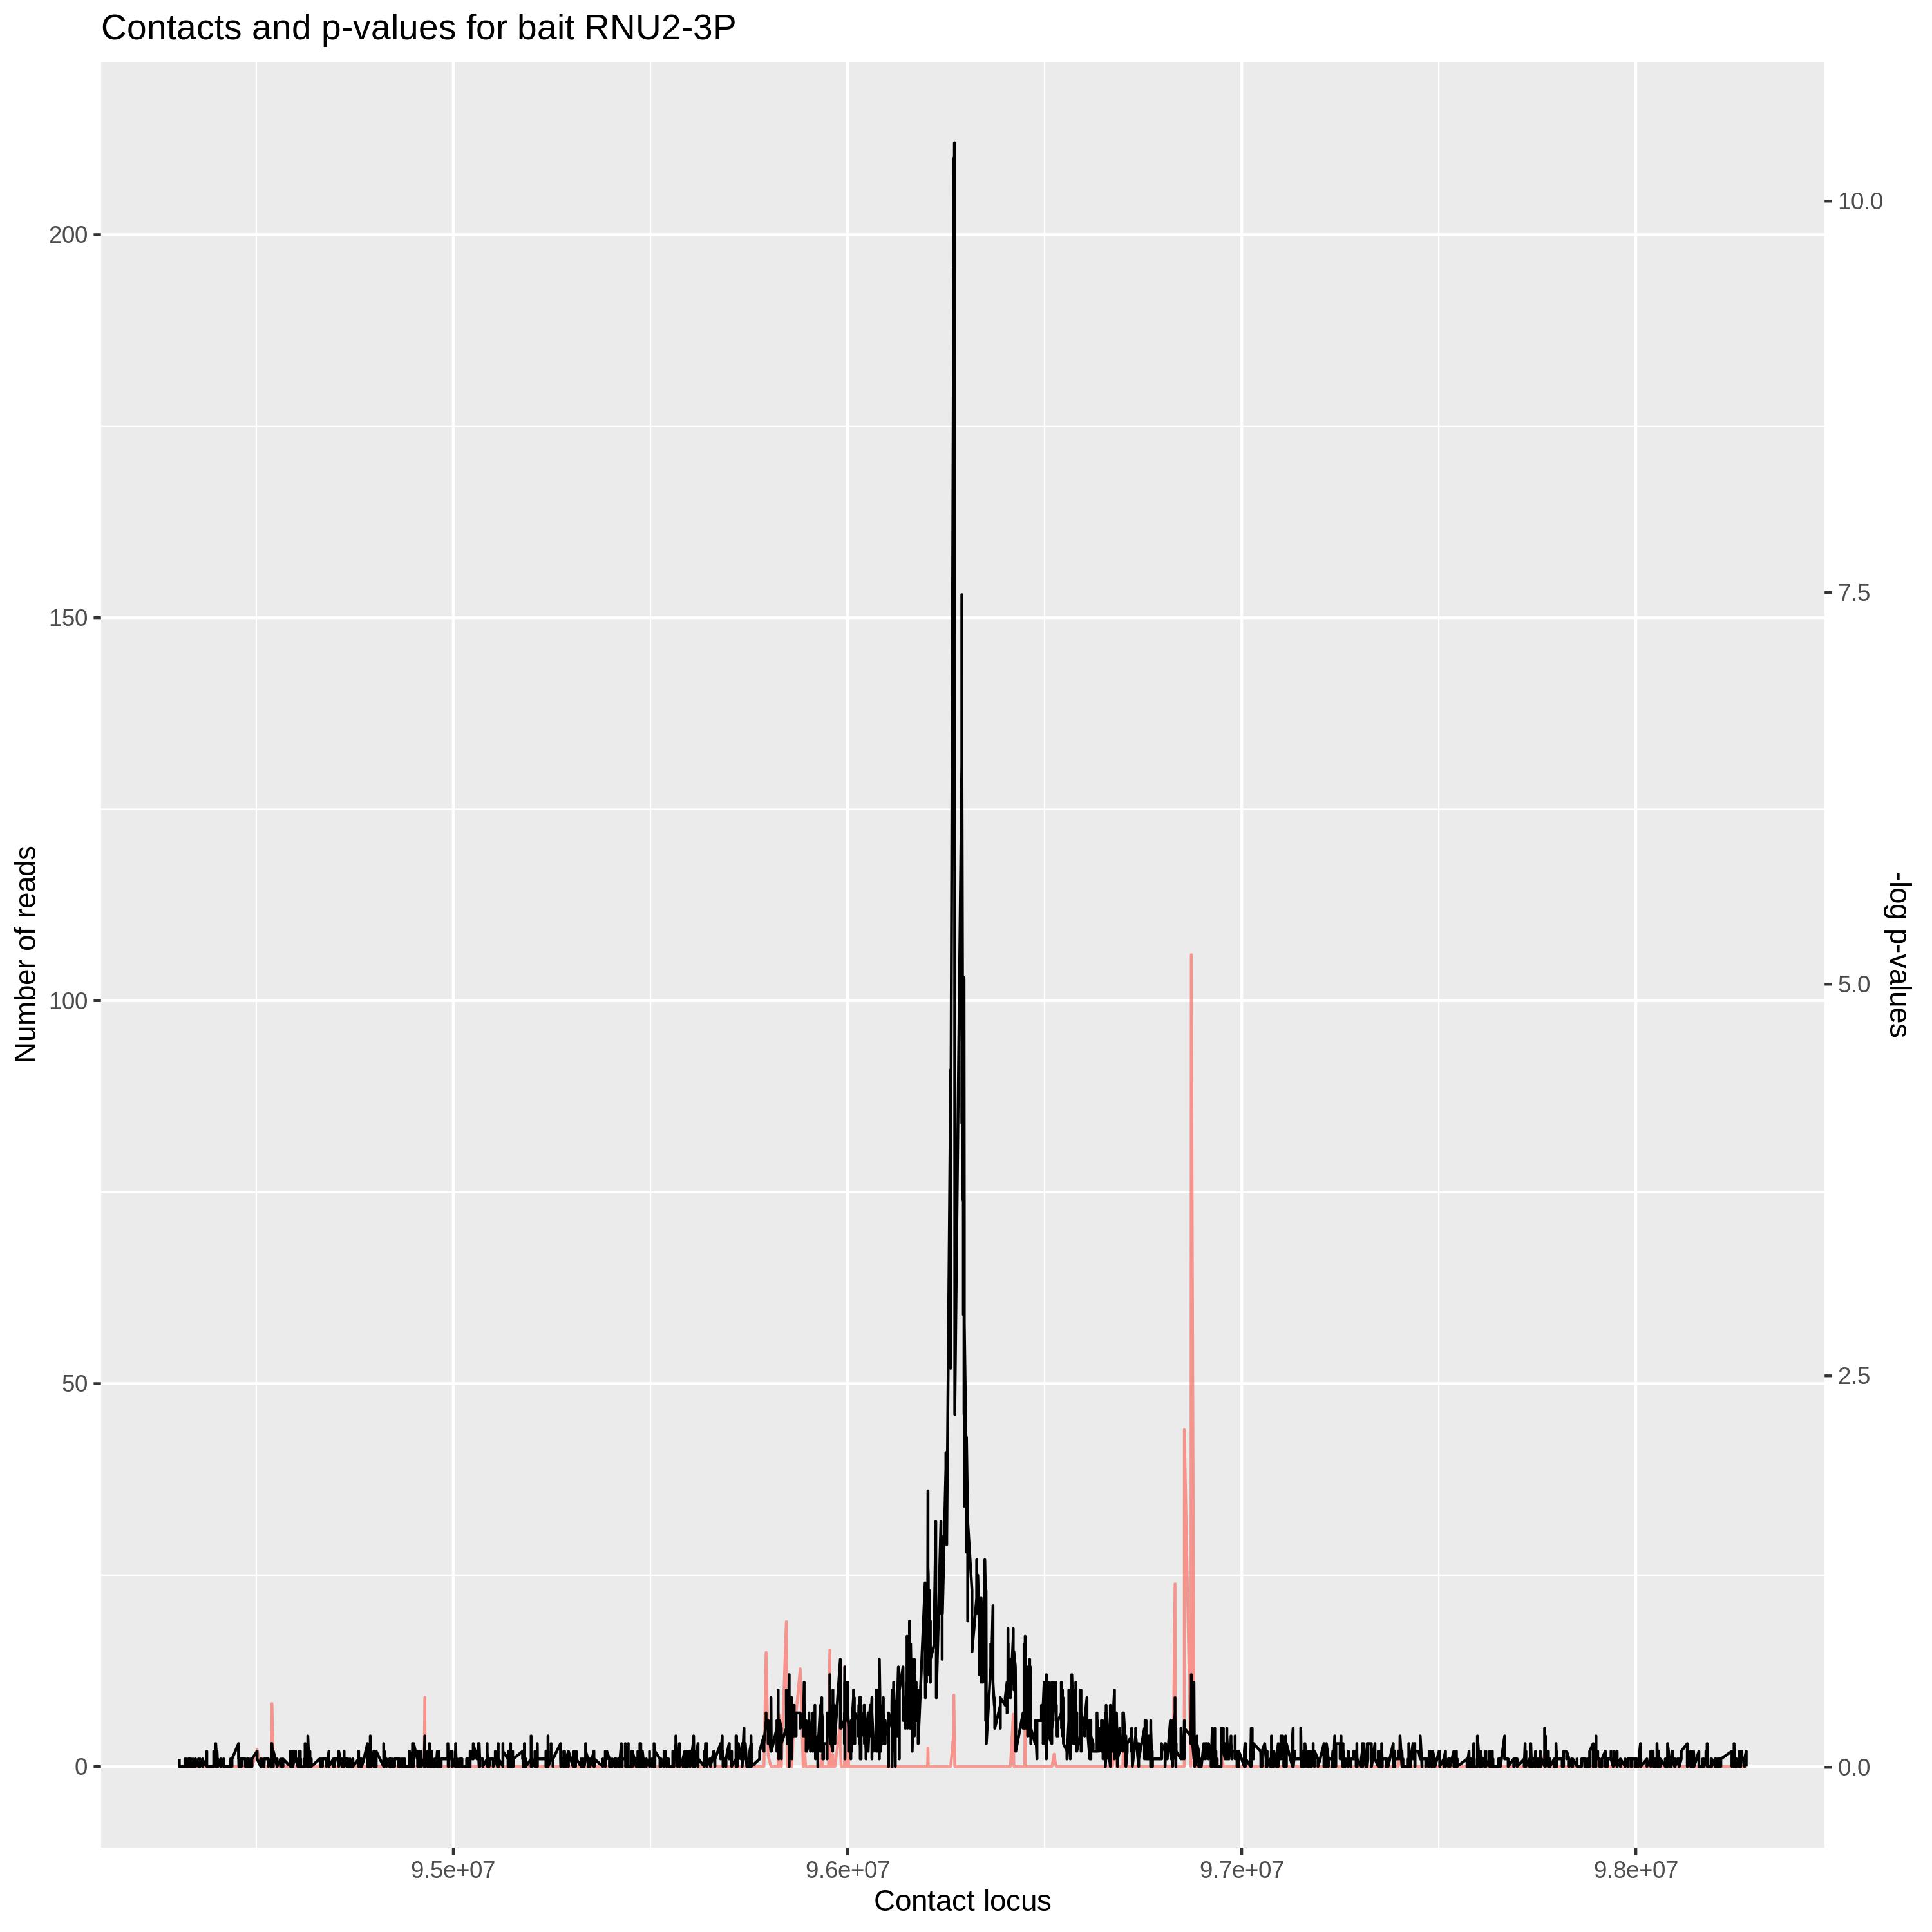 Contacts and p-values for bait RNU2-3P
Number of reads
200
150
100
50
0
10.0
7.5
5.0
2.5
0.0
-log p-values
9.5e+07 9.6e+07 9.7e+07 9.8e+07
Contact locus